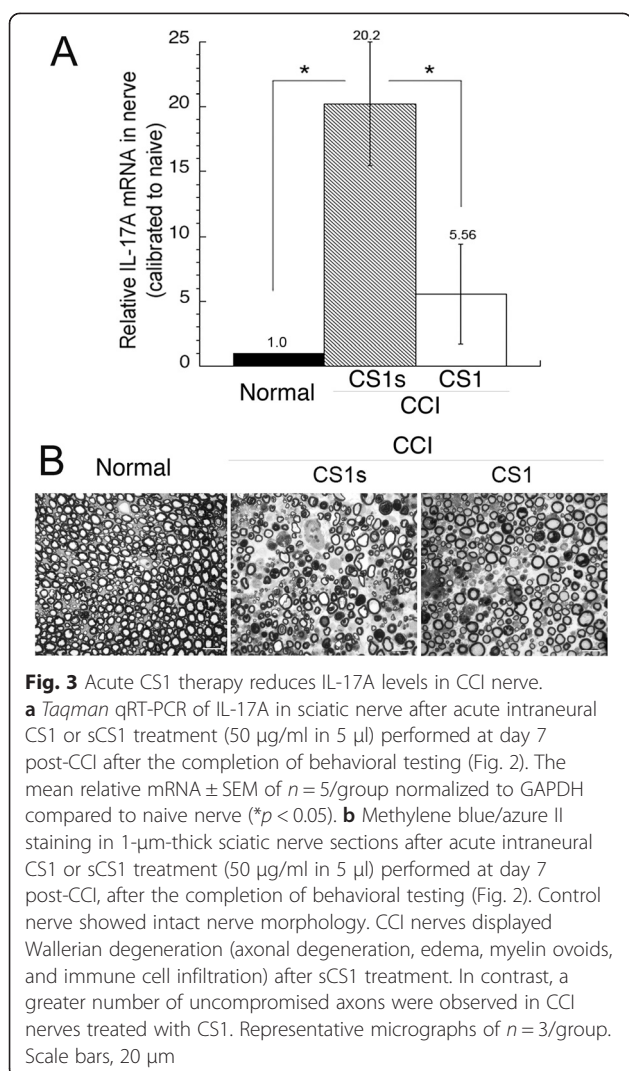 A
Relative IL-17A mRNA in nerve
(calibrated to naive)
25
20
15
10
5
0
20.2
*
*
5.56
1.0
Normal
CS1s
CS1
CCI
B
CCI
Normal
CS1s
CS1
Fig. 3 Acute CS1 therapy reduces IL-17A levels in CCI nerve.
a Taqman qRT-PCR of IL-17A in sciatic nerve after acute intraneural
CS1 or sCS1 treatment (50 μg/ml in 5 μl) performed at day 7
post-CCI after the completion of behavioral testing (Fig. 2). The
mean relative mRNA ± SEM of n = 5/group normalized to GAPDH
compared to naive nerve (*p < 0.05). b Methylene blue/azure II
staining in 1-μm-thick sciatic nerve sections after acute intraneural
CS1 or sCS1 treatment (50 μg/ml in 5 μl) performed at day 7
post-CCI, after the completion of behavioral testing (Fig. 2). Control
nerve showed intact nerve morphology. CCI nerves displayed
Wallerian degeneration (axonal degeneration, edema, myelin ovoids,
and immune cell infiltration) after sCS1 treatment. In contrast, a
greater number of uncompromised axons were observed in CCI
nerves treated with CS1. Representative micrographs of n = 3/group.
Scale bars, 20 μm